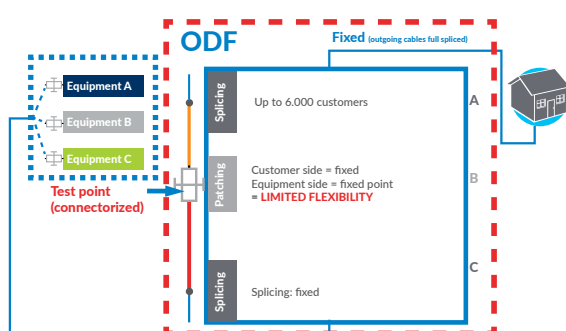 ODF
Fixed (outgoing cables full spliced)
Equipment A
Equipment B
Equipment C
Test point
(connectorized)
Splicing
Up to 6.000 customers
A
Patching
Customer side = fixed
Equipment side = fixed point
= LIMITED FLEXIBILITY
B
Splicing
Splicing: fixed
C